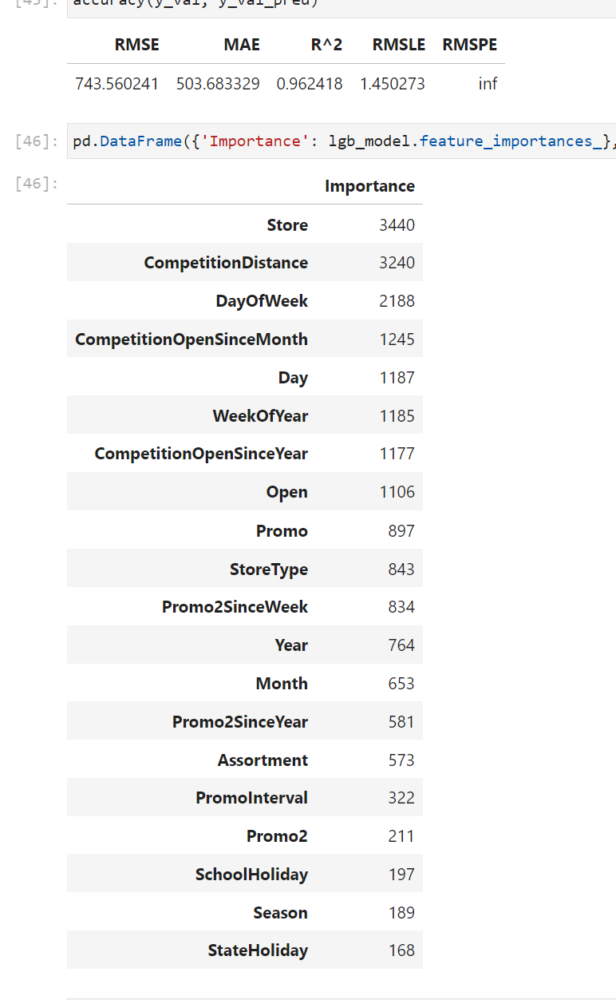 [45]: accuracy(y_val, y_val_pred)
RMSE MAE R^2 RMSLE RMSPE
743.560241 503.683329 0.962418 1.450273 inf
[46]: pd.DataFrame({'Importance': lgb_model.feature_importances_},
[46]:
Importance
Store 3440
CompetitionDistance 3240
DayOfWeek 2188
CompetitionOpenSinceMonth 1245
Day 1187
WeekOfYear 1185
CompetitionOpenSinceYear 1177
Open 1106
Promo 897
StoreType 843
Promo2SinceWeek 834
Year 764
Month 653
Promo2SinceYear 581
Assortment 573
PromoInterval 322
Promo2 211
SchoolHoliday 197
Season 189
StateHoliday 168